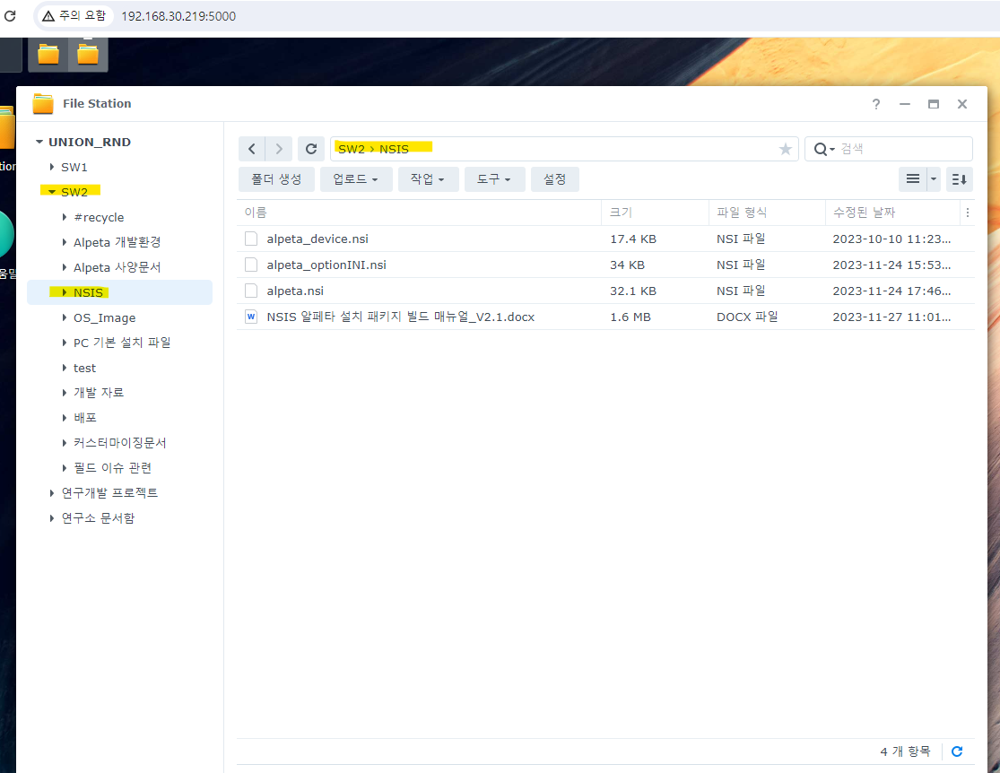 주의 요함 192.168.30.219:5000
File Station
UNION_RND
SW1
SW2
#recycle
Alpeta 개발환경
Alpeta 사양문서
NSIS
OS_Image
PC 기본 설치 파일
test
개발 자료
배포
커스터마이징문서
필드 이슈 관련
연구개발 프로젝트
연구소 문서함
SW2 › NSIS
검색
폴더 생성 업로드 작업 도구 설정
이름 크기 파일 형식 수정된 날짜
alpeta_device.nsi 17.4 KB NSI 파일 2023-10-10 11:23...
alpeta_optionINI.nsi 34 KB NSI 파일 2023-11-24 15:53...
alpeta.nsi 32.1 KB NSI 파일 2023-11-24 17:46...
NSIS 알페타 설치 패키지 빌드 매뉴얼_V2.1.docx 1.6 MB DOCX 파일 2023-11-27 11:01...
4 개 항목